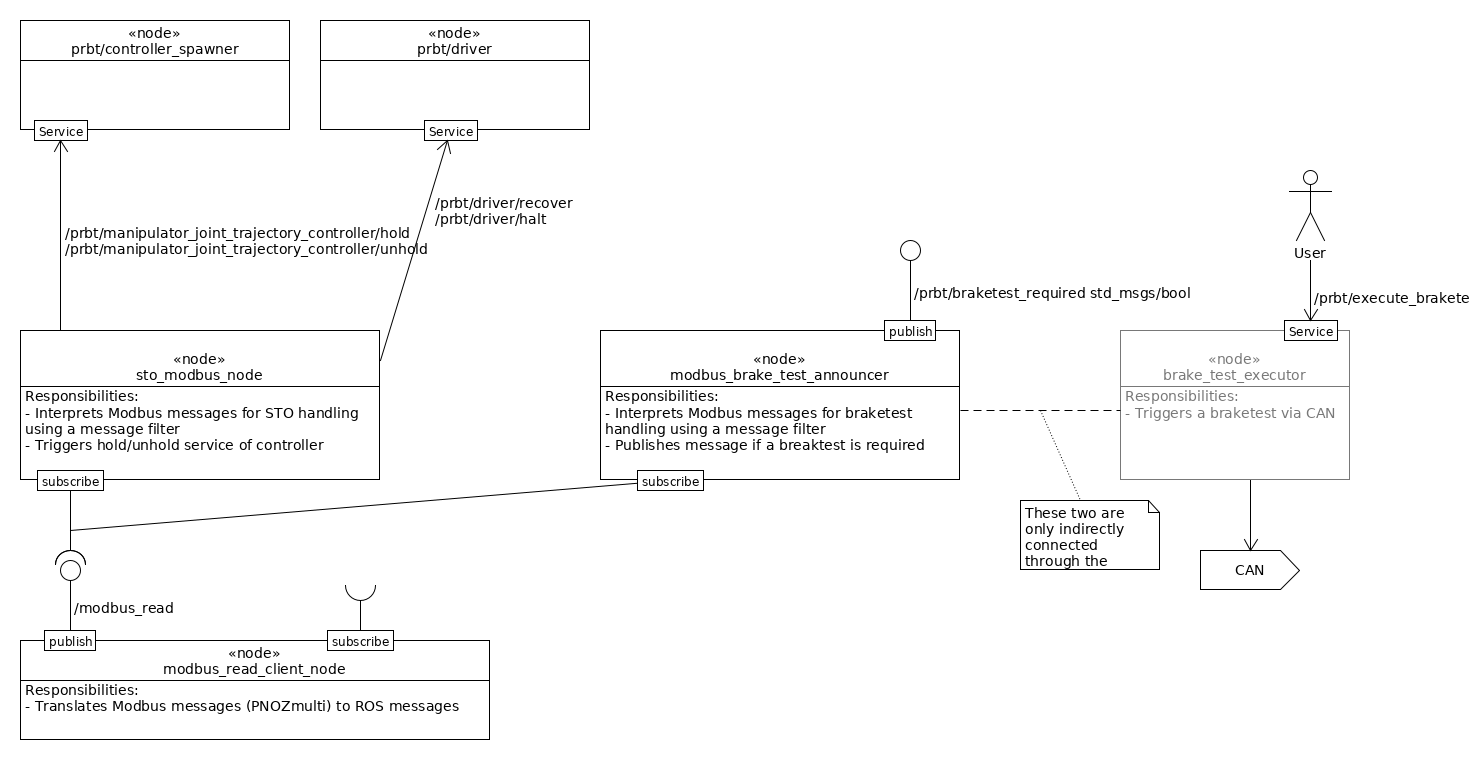 «node»
prbt/controller_spawner
Service
«node»
prbt/driver
Service
/prbt/driver/recover
/prbt/driver/halt
/prbt/manipulator_joint_trajectory_controller/hold
/prbt/manipulator_joint_trajectory_controller/unhold
User
/prbt/braketest_required std_msgs/bool
/prbt/execute_brakete
publish
Service
«node»
sto_modbus_node
Responsibilities:
- Interprets Modbus messages for STO handling
using a message filter
- Triggers hold/unhold service of controller
subscribe
«node»
modbus_brake_test_announcer
Responsibilities:
- Interprets Modbus messages for braketest
handling using a message filter
- Publishes message if a breaktest is required
subscribe
«node»
brake_test_executor
Responsibilities:
- Triggers a braketest via CAN
These two are
only indirectly
connected
through the
CAN
/modbus_read
publish
subscribe
«node»
modbus_read_client_node
Responsibilities:
- Translates Modbus messages (PNOZmulti) to ROS messages